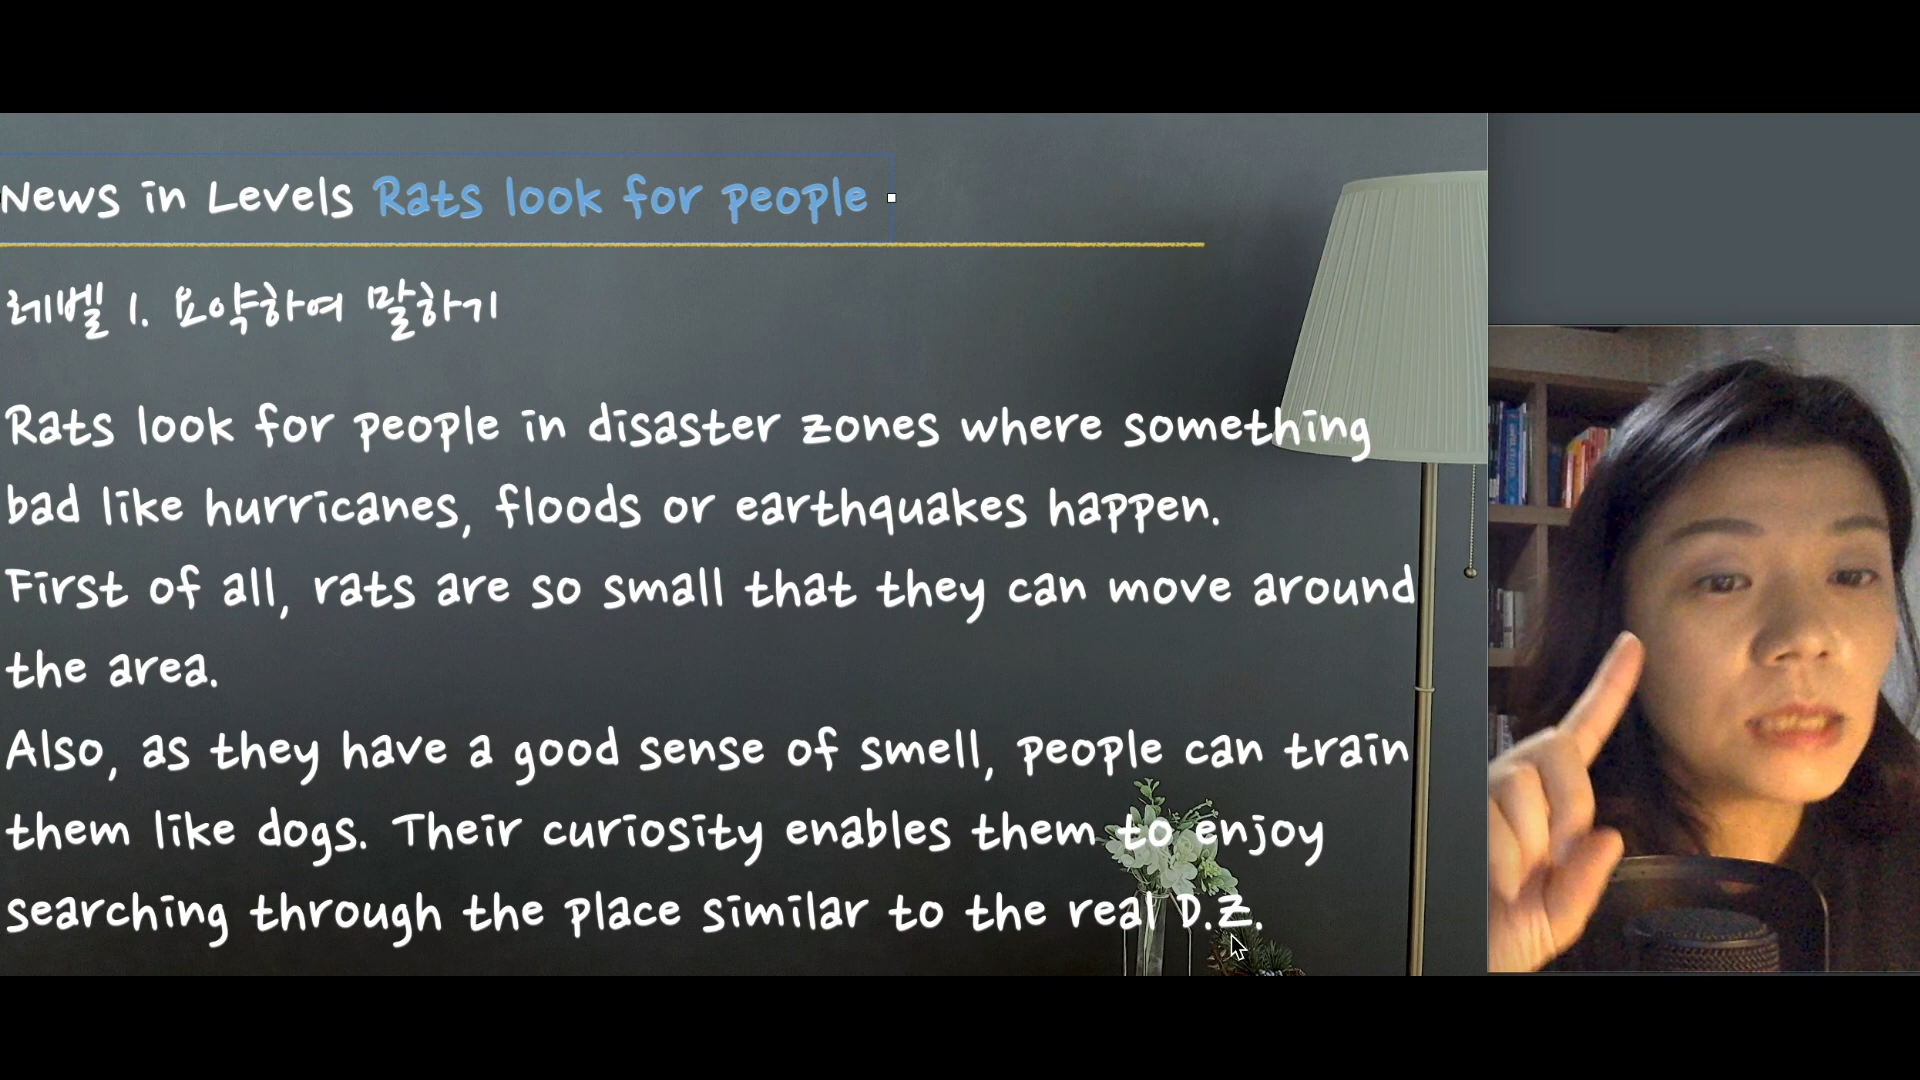 News in Levels Rats look for people
레벨 1. 요약하여 말하기
Rats look for people in disaster zones where something
bad like hurricanes, floods or earthquakes happen.
First of all, rats are so small that they can move around
the area.
Also, as they have a good sense of smell, people can train
them like dogs. Their curiosity enables them to enjoy
searching through the place similar to the real D.Z.